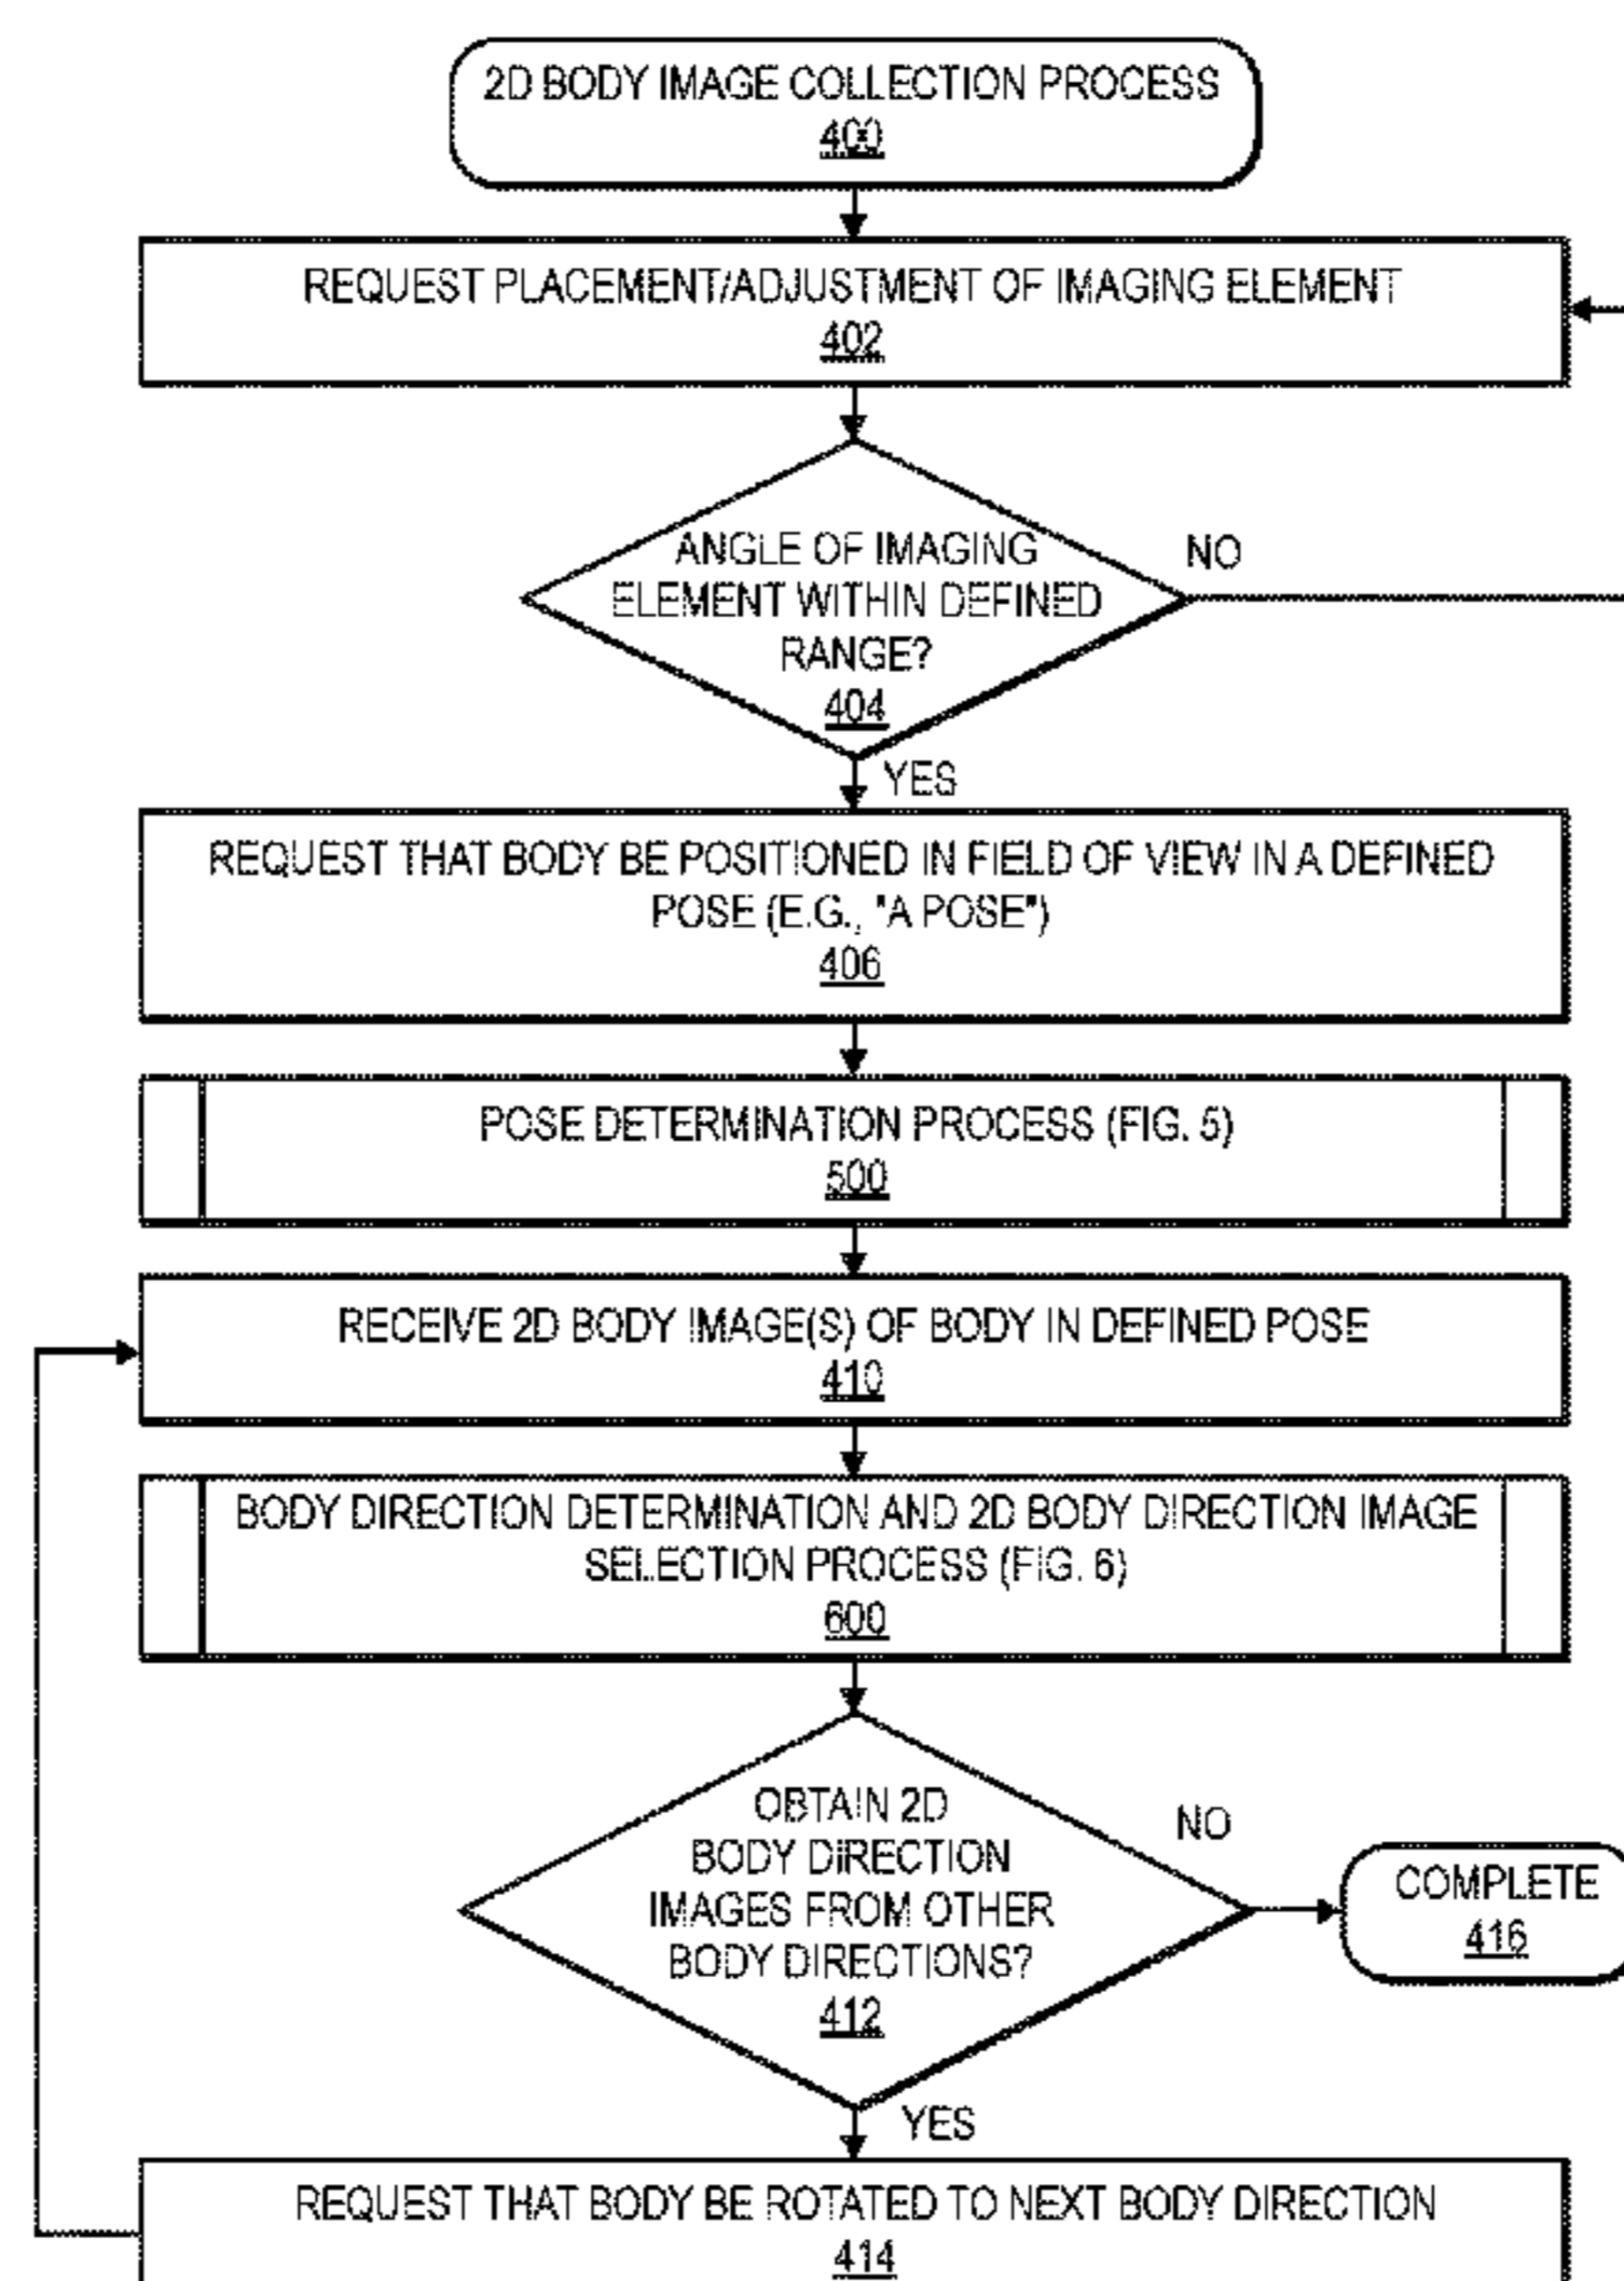 2D BODY IMAGE COLLECTION PROCESS
400
REQUEST PLACEMENT/ADJUSTMENT OF IMAGING ELEMENT
402
ANGLE OF IMAGING
ELEMENT WITHIN DEFINED
RANGE?
404
NO
YES
REQUEST THAT BODY BE POSITIONED IN FIELD OF VIEW IN A DEFINED
POSE (E.G., "A POSE")
406
POSE DETERMINATION PROCESS (FIG. 5)
500
RECEIVE 2D BODY IMAGE(S) OF BODY IN DEFINED POSE
410
BODY DIRECTION DETERMINATION AND 2D BODY DIRECTION IMAGE
SELECTION PROCESS (FIG. 6)
600
OBTAIN 2D
BODY DIRECTION
IMAGES FROM OTHER
BODY DIRECTIONS?
412
NO
COMPLETE
416
YES
REQUEST THAT BODY BE ROTATED TO NEXT BODY DIRECTION
414